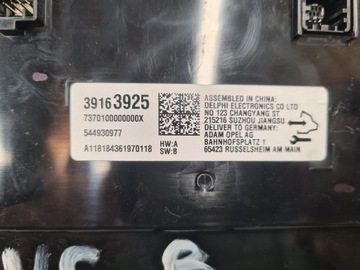 39163925
7370100000000X
544930977
A118184361970118
HW:A
SW:B
ASSEMBLED IN CHINA:
DELPHI ELECTRONICS CO LTD
NO 123 CHANGYANG ST
215216 SUZHOU JIANGSU
DELIVER TO GERMANY:
ADAM OPEL AG
BAHNHOFSPLATZ 1
65423 RUSSELSHEIM AM MAIN